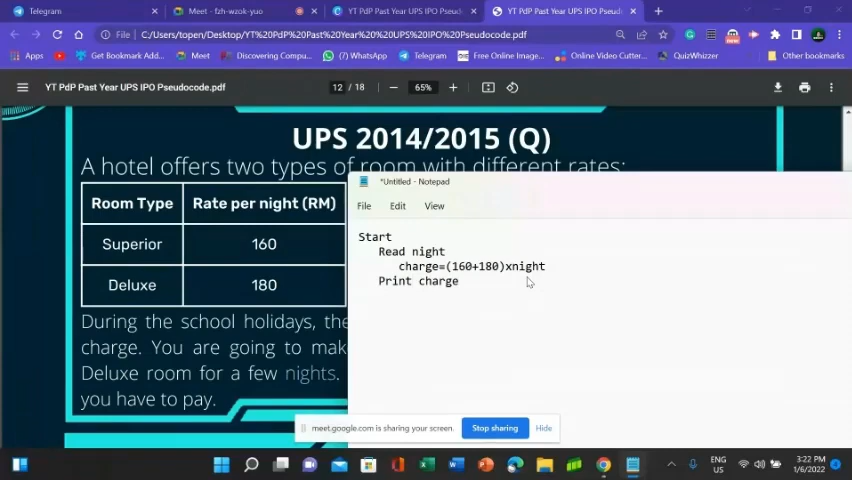 Telegram
Meet - fzh-wzok-yuo
YT PdP Past Year UPS IPO Pseudoc
YT PdP Past Year UPS IPO Pseudoc
File
C:/Users/topen/Desktop/YT%20PdP%20Past%20Year%20%20UPS%20IPO%20Pseudocode.pdf
Apps
Get Bookmark Add...
Meet
Discovering Comput...
(7) WhatsApp
Telegram
Free Online Image...
Online Video Cutter...
QuizWhizzer
Other bookmarks
YT PdP Past Year UPS IPO Pseudocode.pdf
12 / 18
65%
UPS 2014/2015 (Q)
A hotel offers two types of room with different rates:
Room Type
Rate per night (RM)
Superior
160
Deluxe
180
During the school holidays, the
charge. You are going to mak
Deluxe room for a few nights.
you have to pay.
*Untitled - Notepad
File
Edit
View
Start
Read night
charge=(160+180)xnight
Print charge
meet.google.com is sharing your screen.
Stop sharing
Hide
ENG
US
3:22 PM
1/6/2022